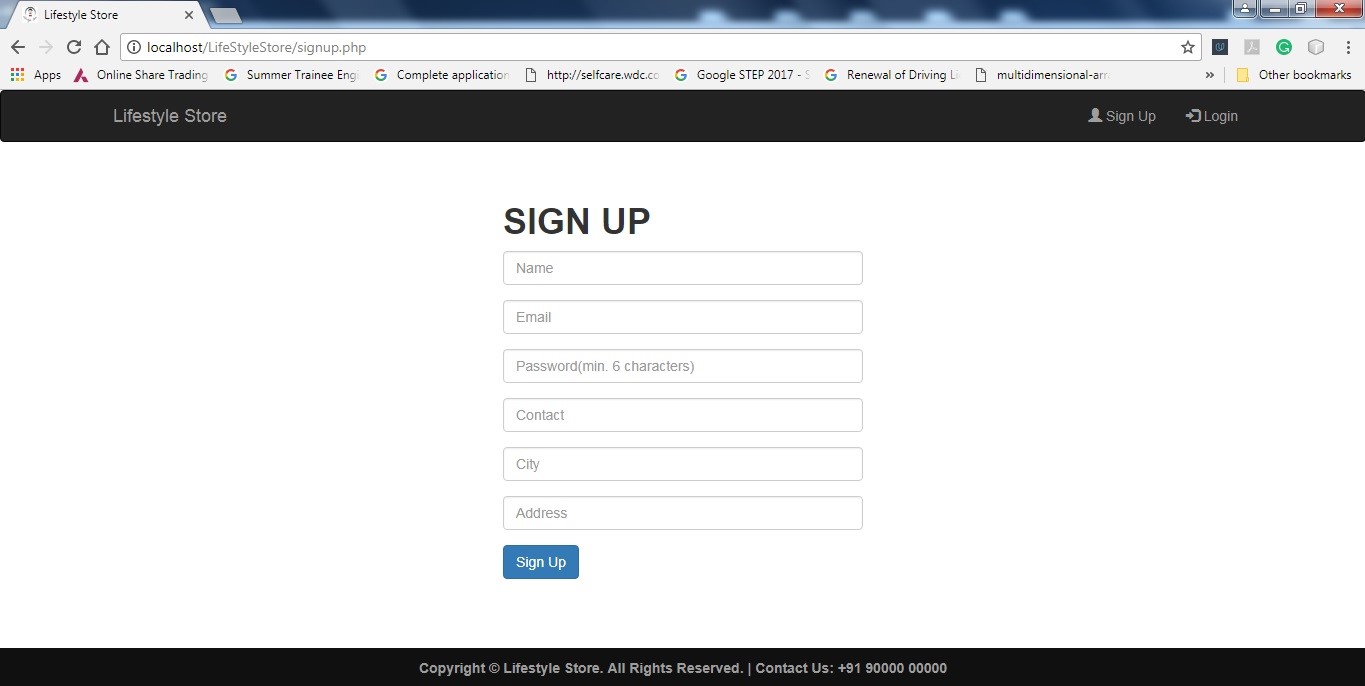 Lifestyle Store
localhost/LifeStyleStore/signup.php
Apps Online Share Trading Summer Trainee Eng Complete application http://selfcare.wdc.co Google STEP 2017 - Renewal of Driving Li multidimensional-arr » Other bookmarks
Lifestyle Store Sign Up Login
SIGN UP
Name
Email
Password(min. 6 characters)
Contact
City
Address
Sign Up
Copyright © Lifestyle Store. All Rights Reserved. | Contact Us: +91 90000 00000